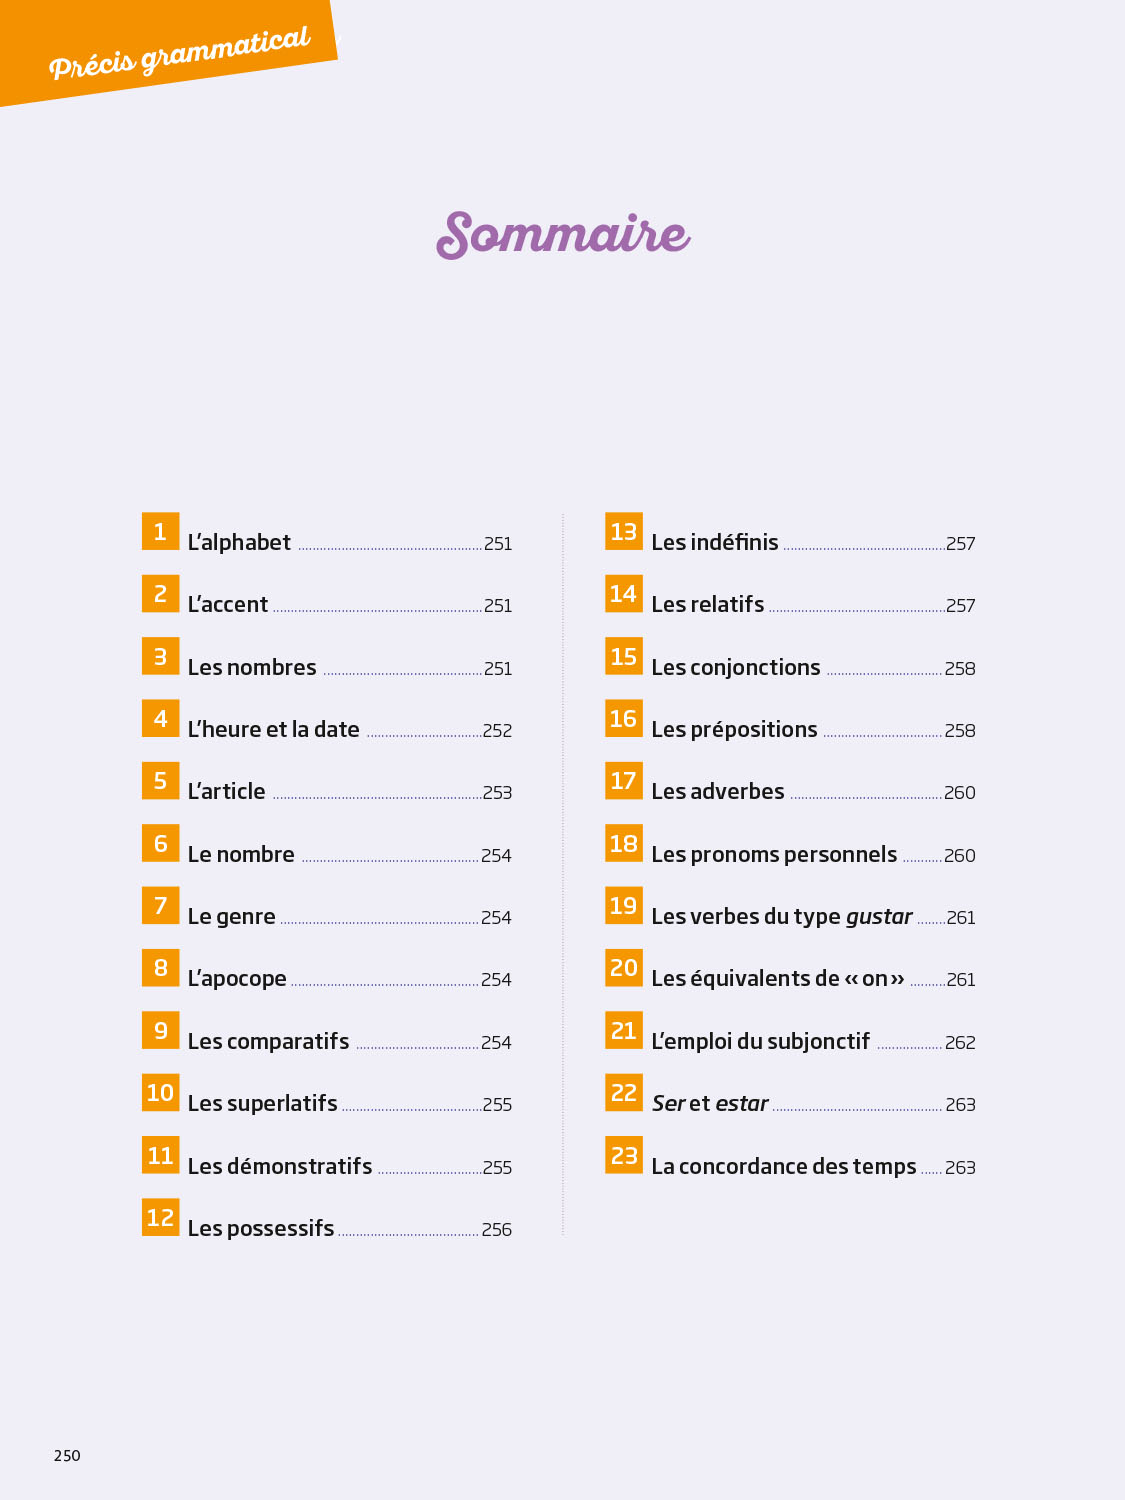 Précis grammatical
Sommaire
1 L'alphabet ........ 251
2 L'accent ........ 251
3 Les nombres ........ 251
4 L'heure et la date ........ 252
5 L'article ........ 253
6 Le nombre ........ 254
7 Le genre ........ 254
8 L'apocope ........ 254
9 Les comparatifs ........ 254
10 Les superlatifs ........ 255
11 Les démonstratifs ........ 255
12 Les possessifs ........ 256
13 Les indéfinis ........ 257
14 Les relatifs ........ 257
15 Les conjonctions ........ 258
16 Les prépositions ........ 258
17 Les adverbes ........ 260
18 Les pronoms personnels ........ 260
19 Les verbes du type gustar ........ 261
20 Les équivalents de « on » ........ 261
21 L'emploi du subjonctif ........ 262
22 Ser et estar ........ 263
23 La concordance des temps ........ 263
250